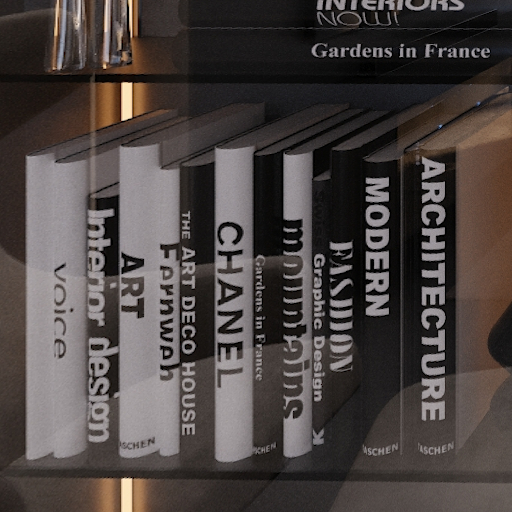 INTERIORS
NOW!
Gardens in France
voice
Interior design
ART
TASCHEN
Fernweh
THE ART DECO HOUSE
CHANEL
Gardens in France
TASCHEN
mountains
Graphic Design
FASHION
MODERN
TASCHEN
ARCHITECTURE
TASCHEN